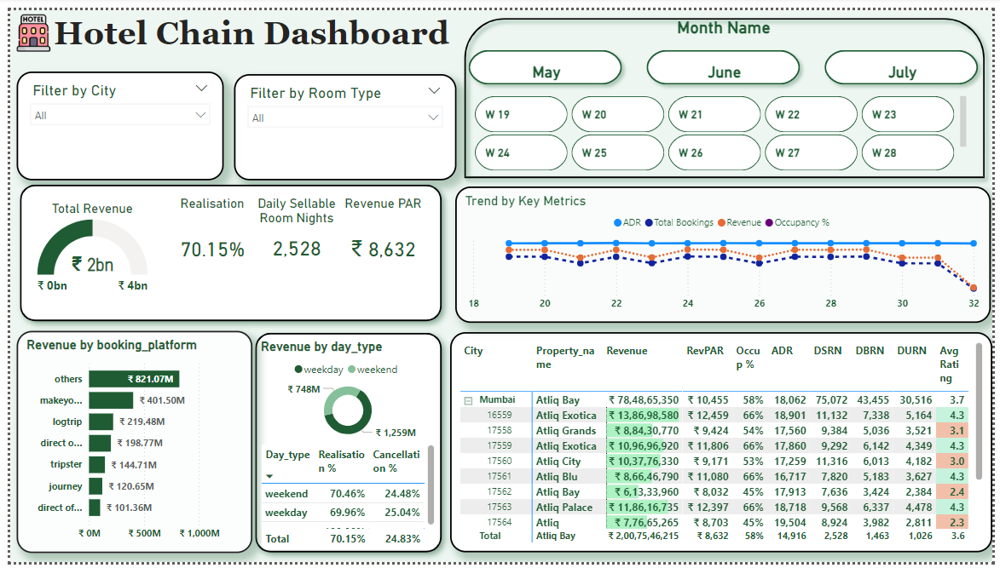 HOTEL
Hotel Chain Dashboard
Month Name
May June July
W 19 W 20 W 21 W 22 W 23
W 24 W 25 W 26 W 27 W 28
Filter by City
All
Filter by Room Type
All
Total Revenue
₹ 2bn
₹ 0bn ₹ 4bn
Realisation
70.15%
Daily Sellable
Room Nights
2,528
Revenue PAR
₹ 8,632
Trend by Key Metrics
ADR Total Bookings Revenue Occupancy %
18 20 22 24 26 28 30 32
Revenue by booking_platform
others ₹ 821.07M
makeyo... ₹ 401.50M
logtrip ₹ 219.48M
direct o... ₹ 198.77M
tripster ₹ 144.71M
journey ₹ 120.65M
direct of... ₹ 101.36M
₹ 0M ₹ 500M ₹ 1,000M
Revenue by day_type
weekday weekend
₹ 748M
₹ 1,259M
Day_type Realisatio Cancellati
n % on %
weekend 70.46% 24.48%
weekday 69.96% 25.04%
Total 70.15% 24.83%
City Property_na Revenue RevPAR Occu ADR DSRN DBRN DURN Avg
me p % Rati
ng
Mumbai Atliq Bay ₹ 78,48,65,350 ₹ 10,455 58% 18,062 75,072 43,455 30,516 3.7
16559 Atliq Exotica ₹ 13,86,98,580 ₹ 12,459 66% 18,901 11,132 7,338 5,164 4.3
17558 Atliq Grands ₹ 8,84,30,770 ₹ 9,424 54% 17,560 9,384 5,036 3,521 3.1
17559 Atliq Exotica ₹ 10,96,96,920 ₹ 11,806 66% 17,860 9,292 6,142 4,349 4.3
17560 Atliq City ₹ 10,37,76,330 ₹ 9,171 53% 17,259 11,316 6,013 4,182 3.0
17561 Atliq Blu ₹ 8,66,46,790 ₹ 11,080 66% 16,717 7,820 5,183 3,627 4.3
17562 Atliq Bay ₹ 6,13,33,960 ₹ 8,032 45% 17,913 7,636 3,424 2,384 2.4
17563 Atliq Palace ₹ 11,86,16,735 ₹ 12,397 66% 18,718 9,568 6,337 4,478 4.3
17564 Atliq ₹ 7,76,65,265 ₹ 8,703 45% 19,504 8,924 3,982 2,811 2.3
Total Atliq Bay ₹ 2,00,75,46,215 ₹ 8,632 58% 14,916 2,528 1,463 1,026 3.6